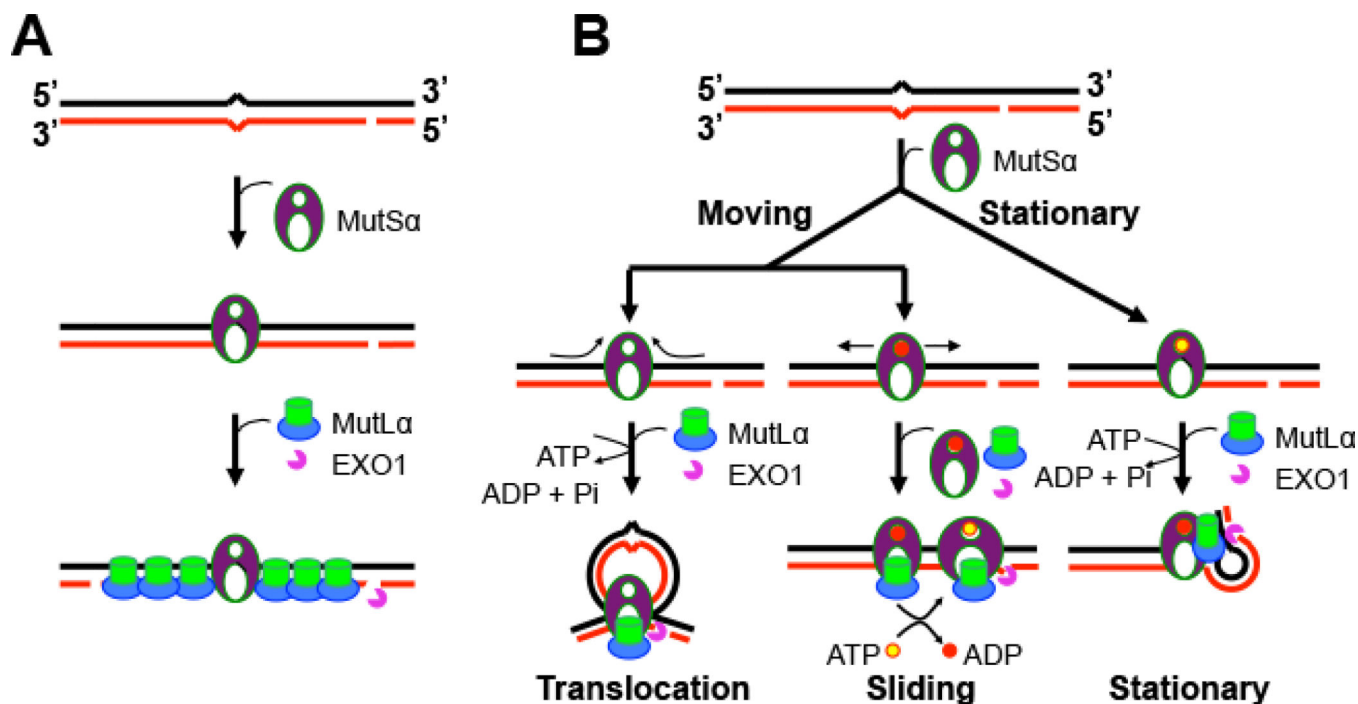 A
5’
3’
3’
5’
MutSα
MutLα
EXO1
B
5’
3’
3’
5’
MutSα
Moving
Stationary
ATP
ADP + Pi
MutLα
EXO1
ATP
ADP + Pi
MutLα
EXO1
ATP
ADP
Translocation
Sliding
Stationary